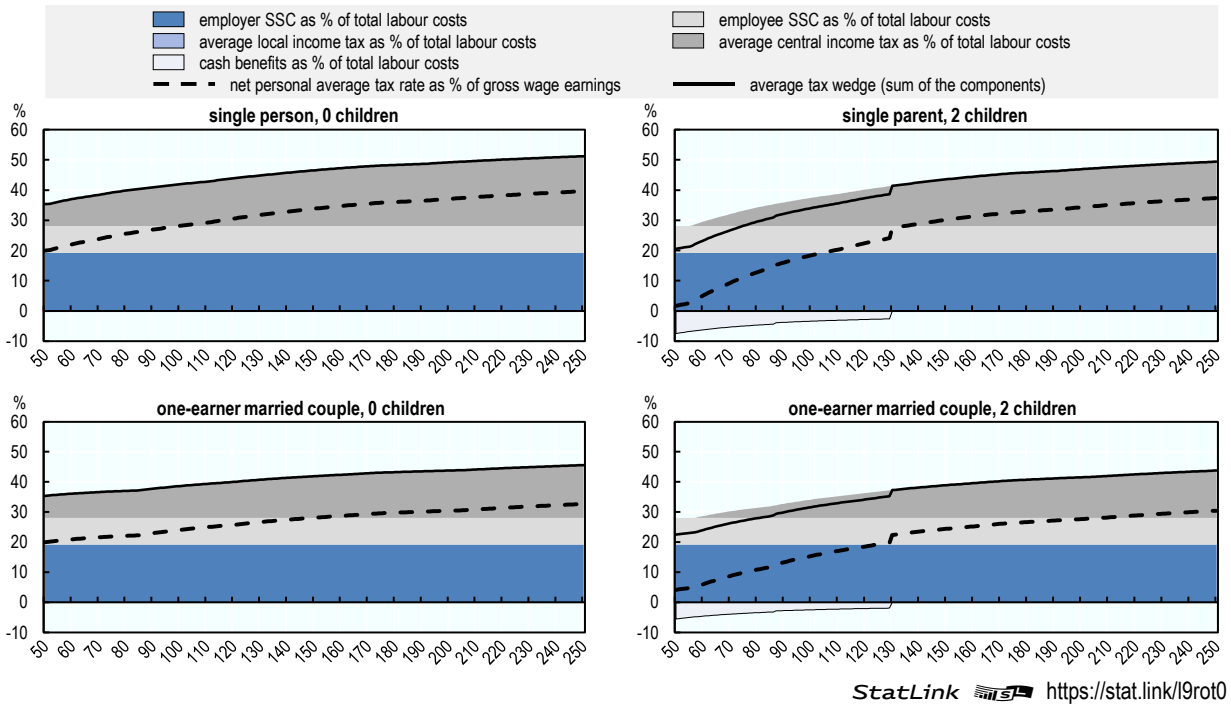 employer SSC as % of total labour costs
employee SSC as % of total labour costs
average local income tax as % of total labour costs
average central income tax as % of total labour costs
cash benefits as % of total labour costs
net personal average tax rate as % of gross wage earnings
average tax wedge (sum of the components)
%
single person, 0 children
60
50
40
30
20
10
0
-10
50 60 70 80 90 100 110 120 130 140 150 160 170 180 190 200 210 220 230 240 250
%
single parent, 2 children
60
50
40
30
20
10
0
-10
50 60 70 80 90 100 110 120 130 140 150 160 170 180 190 200 210 220 230 240 250
%
one-earner married couple, 0 children
60
50
40
30
20
10
0
-10
50 60 70 80 90 100 110 120 130 140 150 160 170 180 190 200 210 220 230 240 250
%
one-earner married couple, 2 children
60
50
40
30
20
10
0
-10
50 60 70 80 90 100 110 120 130 140 150 160 170 180 190 200 210 220 230 240 250
StatLink https://stat.link/l9rot0